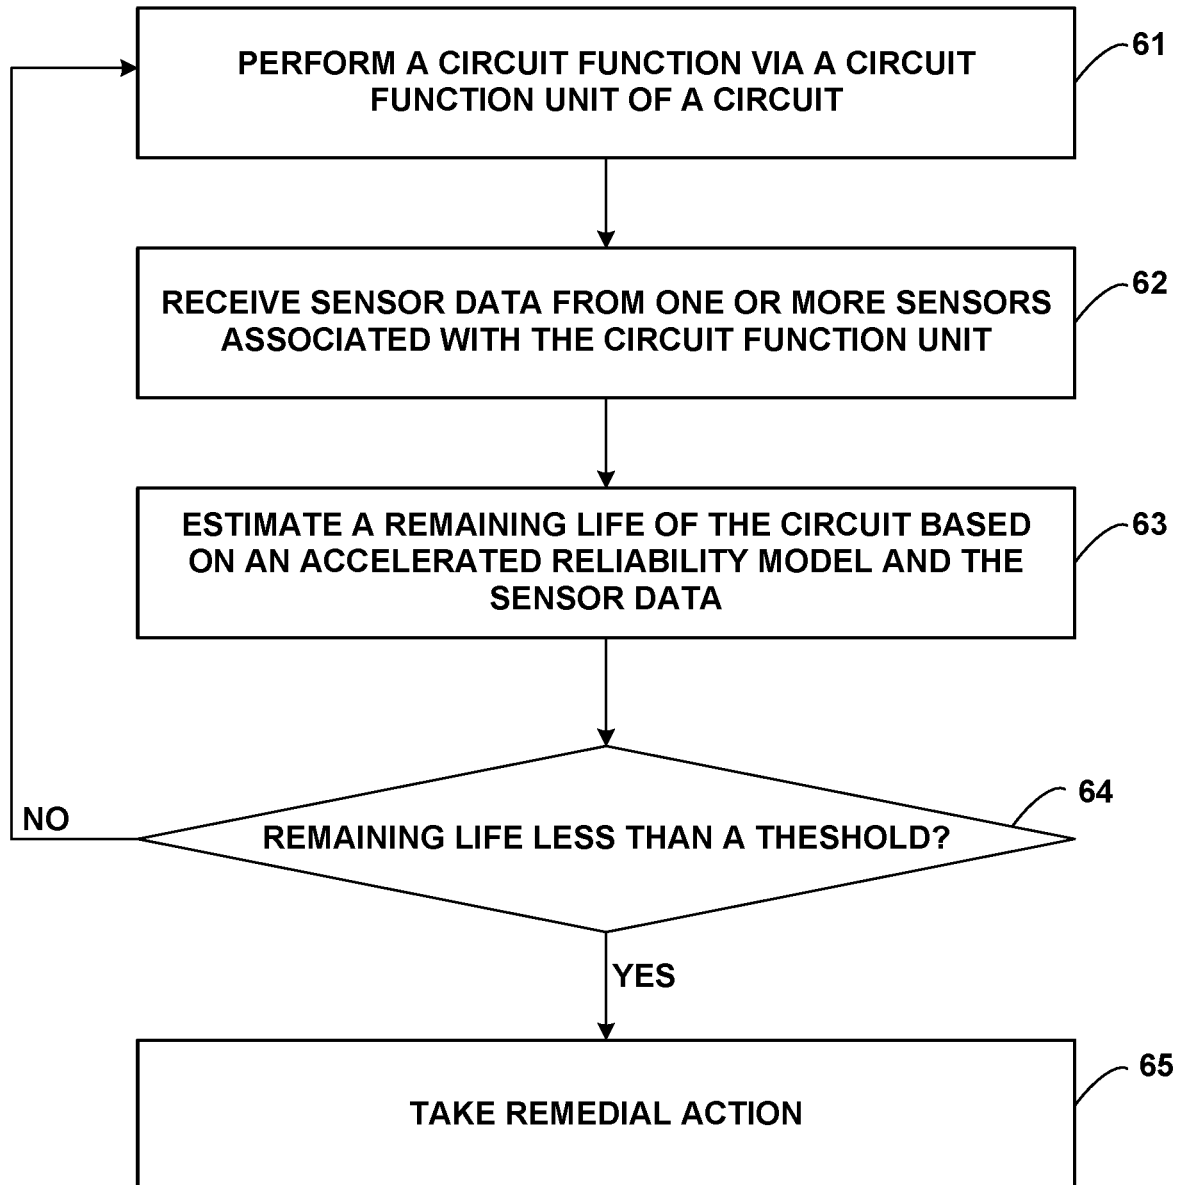 PERFORM A CIRCUIT FUNCTION VIA A CIRCUIT
FUNCTION UNIT OF A CIRCUIT
61
RECEIVE SENSOR DATA FROM ONE OR MORE SENSORS
ASSOCIATED WITH THE CIRCUIT FUNCTION UNIT
62
ESTIMATE A REMAINING LIFE OF THE CIRCUIT BASED
ON AN ACCELERATED RELIABILITY MODEL AND THE
SENSOR DATA
63
REMAINING LIFE LESS THAN A THESHOLD?
64
NO
YES
TAKE REMEDIAL ACTION
65